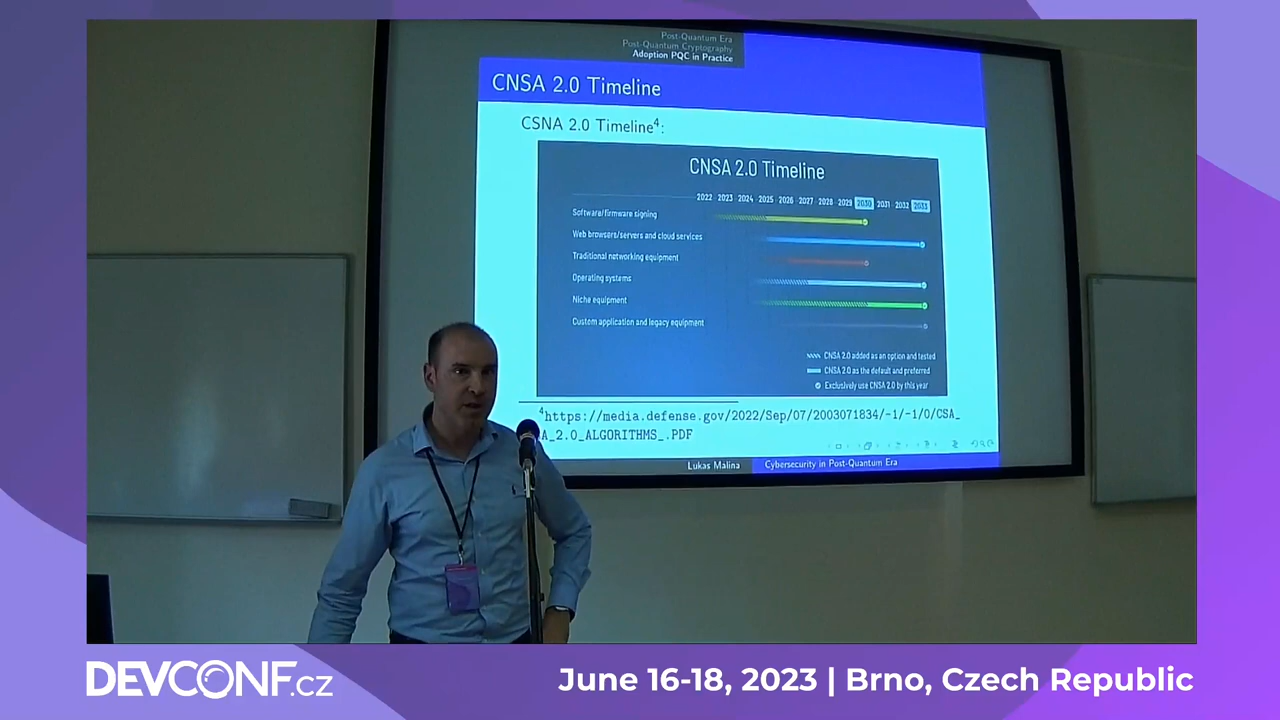 Post-Quantum Era
Post-Quantum Cryptography
Adoption PQC in Practice
CNSA 2.0 Timeline
CSNA 2.0 Timeline4:
CNSA 2.0 Timeline
2022 2023 2024 2025 2026 2027 2028 2029 2030 2031 2032 2033
Software/firmware signing
Web browsers/servers and cloud services
Traditional networking equipment
Operating systems
Niche equipment
Custom application and legacy equipment
CNSA 2.0 added as an option and tested
CNSA 2.0 as the default and preferred
Exclusively use CNSA 2.0 by this year
4https://media.defense.gov/2022/Sep/07/2003071834/-1/-1/0/CSA_
A_2.0_ALGORITHMS_.PDF
Lukas Malina Cybersecurity in Post-Quantum Era
DEVCONF.cz
June 16-18, 2023 | Brno, Czech Republic